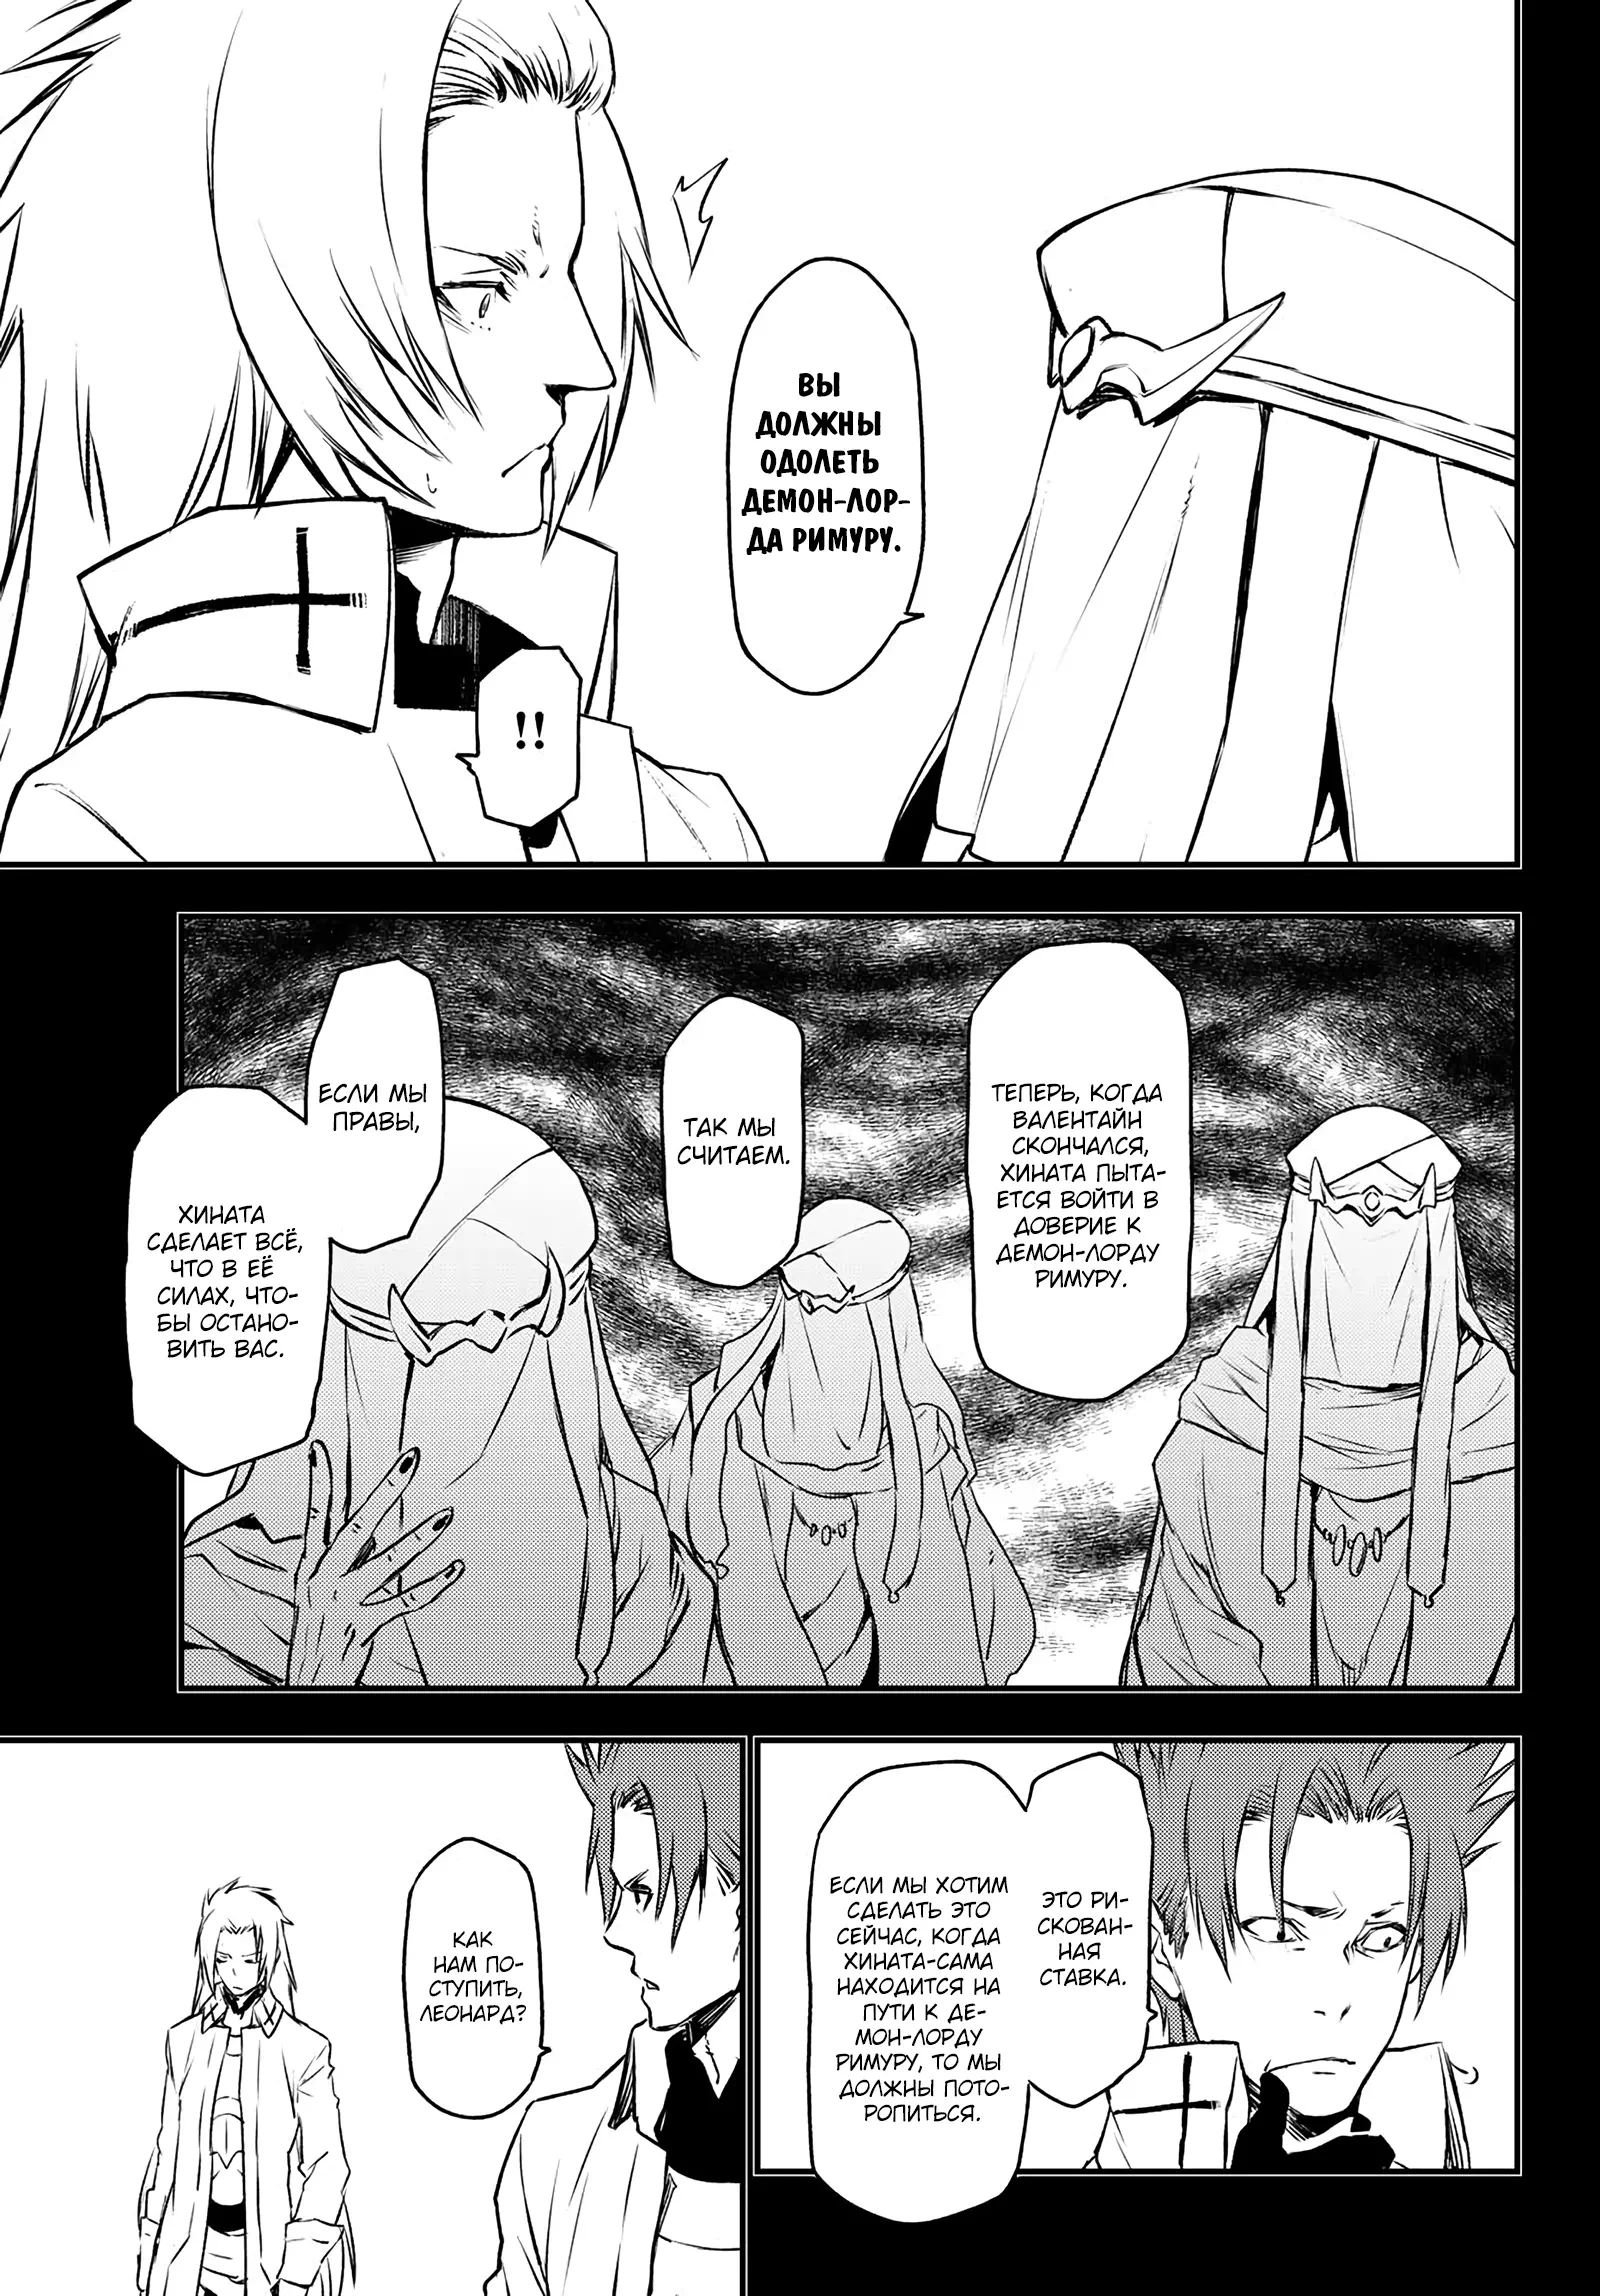 ВЫ
ДОЛЖНЫ
ОДОЛЕТЬ
ДЕМОН-ЛОР-
ДА РИМУРУ.
!!
ТЕПЕРЬ, КОГДА
ВАЛЕНТАЙН
СКОНЧАЛСЯ,
ХИНАТА ПЫТА-
ЕТСЯ ВОЙТИ В
ДОВЕРИЕ К
ДЕМОН-ЛОРДУ
РИМУРУ.
ТАК МЫ
СЧИТАЕМ.
ЕСЛИ МЫ
ПРАВЫ,
ХИНАТА
СДЕЛАЕТ ВСЁ,
ЧТО В ЕЁ
СИЛАХ, ЧТО-
БЫ ОСТАНО-
ВИТЬ ВАС.
ЭТО РИ-
СКОВАН-
НАЯ
СТАВКА.
ЕСЛИ МЫ ХОТИМ
СДЕЛАТЬ ЭТО
СЕЙЧАС, КОГДА
ХИНАТА-САМА
НАХОДИТСЯ НА
ПУТИ К ДЕ-
МОН-ЛОРДУ
РИМУРУ, ТО МЫ
ДОЛЖНЫ ПОТО-
РОПИТЬСЯ.
КАК
НАМ ПО-
СТУПИТЬ,
ЛЕОНАРД?